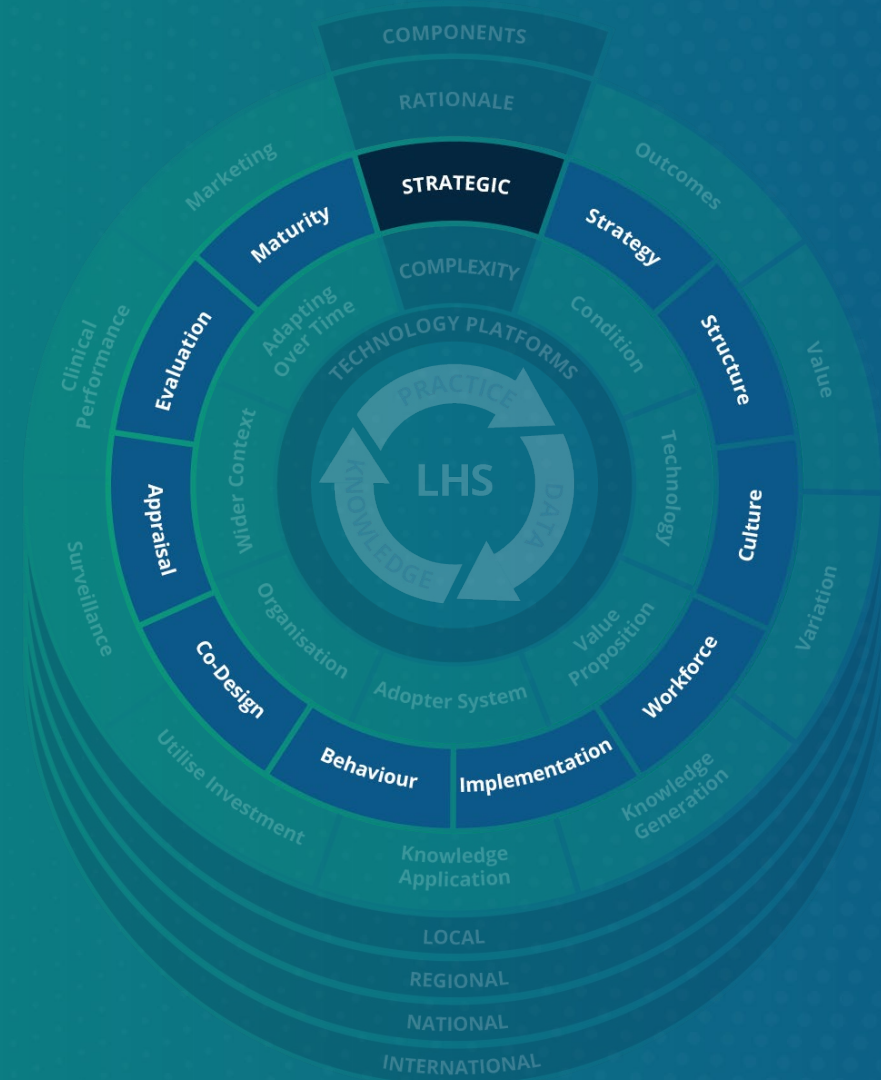 COMPONENTS
RATIONALE
STRATEGIC
COMPLEXITY
TECHNOLOGY PLATFORMS
PRACTICE
DATA
KNOWLEDGE
LHS
Outcomes
Value
Variation
Knowledge
Generation
Knowledge
Application
Utilise Investment
Surveillance
Clinical
Performance
Marketing
Strategy
Structure
Culture
Workforce
Implementation
Behaviour
Co-Design
Appraisal
Evaluation
Maturity
Condition
Technology
Value
Proposition
Adopter System
Organisation
Wider Context
Adapting
Over Time
LOCAL
REGIONAL
NATIONAL
INTERNATIONAL